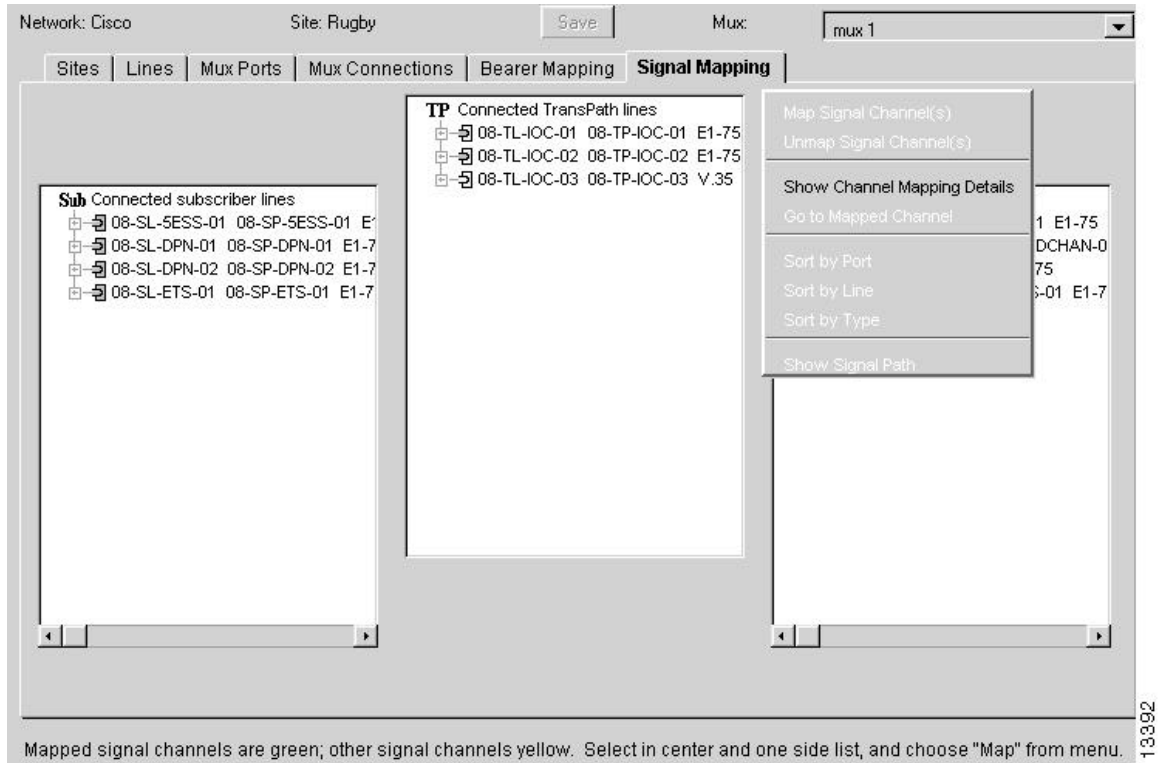 Network: Cisco Site: Rugby Save Mux: mux 1
Sites Lines Mux Ports Mux Connections Bearer Mapping Signal Mapping
TP Connected TransPath lines
08-TL-IOC-01 08-TP-IOC-01 E1-75
08-TL-IOC-02 08-TP-IOC-02 E1-75
08-TL-IOC-03 08-TP-IOC-03 V.35
Sub Connected subscriber lines
08-SL-5ESS-01 08-SP-5ESS-01
08-SL-DPN-01 08-SP-DPN-01 E1-7
08-SL-DPN-02 08-SP-DPN-02 E1-7
08-SL-ETS-01 08-SP-ETS-01 E1-7
Map Signal Channel(s)
Unmap Signal Channel(s)
Show Channel Mapping Details
Go to Mapped Channel
Sort by Port
Sort by Line
Sort by Type
Show Signal Path
1 E1-75
DCHAN-0
75
-01 E1-7
Mapped signal channels are green; other signal channels yellow. Select in center and one side list, and choose "Map" from menu.
13392